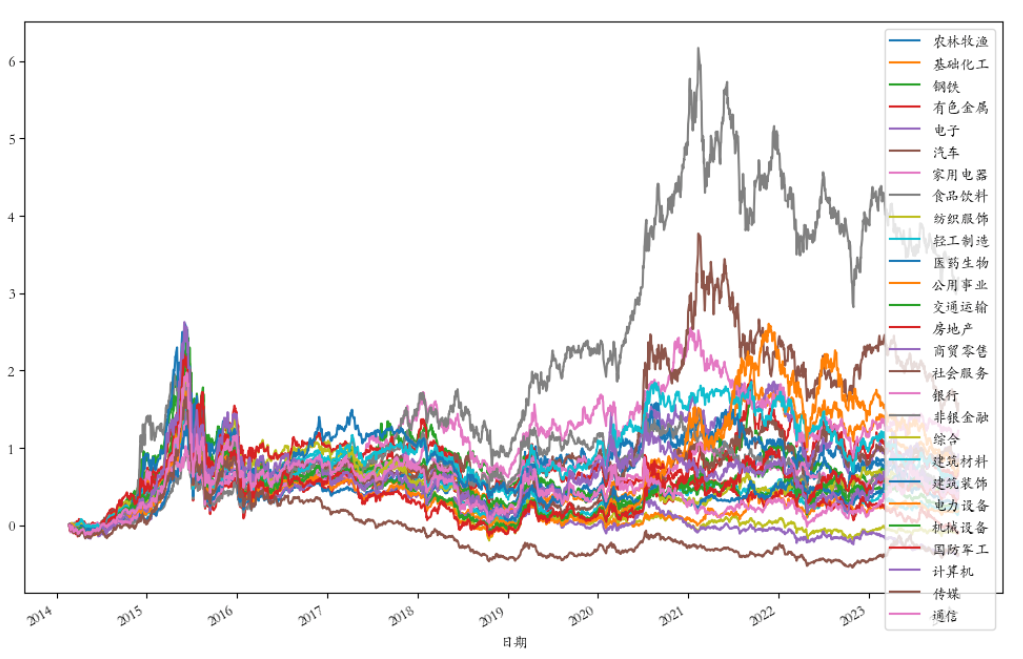 6
5
4
3
2
1
0
2014
2015
2016
2017
2018
2019
2020
2021
2022
2023
日期
农林牧渔
基础化工
钢铁
有色金属
电子
汽车
家用电器
食品饮料
纺织服饰
轻工制造
医药生物
公用事业
交通运输
房地产
商贸零售
社会服务
银行
非银金融
综合
建筑材料
建筑装饰
电力设备
机械设备
国防军工
计算机
传媒
通信